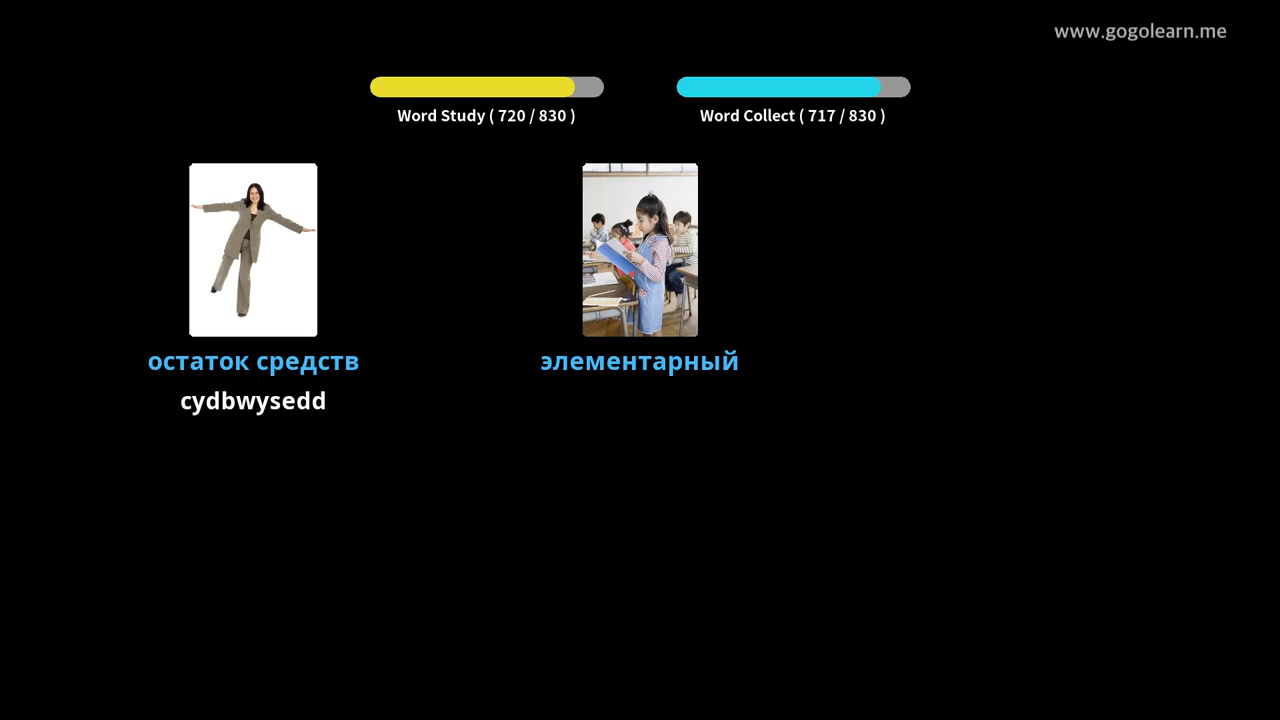 www.gogolearn.me
Word Study ( 720 / 830 )
Word Collect ( 717 / 830 )
остаток средств
элементарный
cydbwysedd